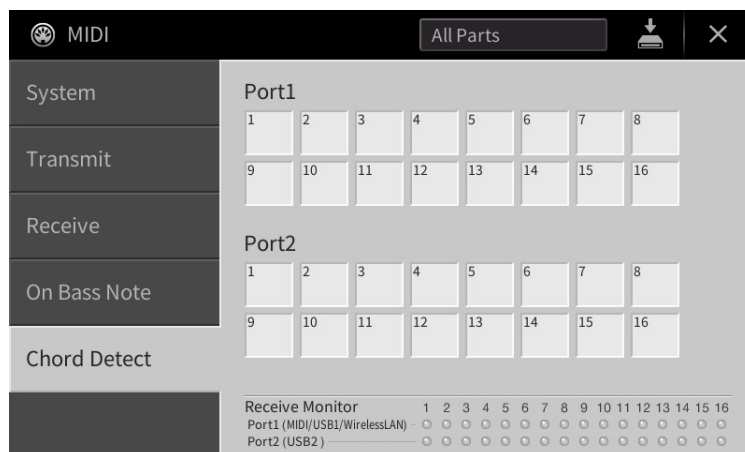 MIDI All Parts
System
Transmit
Receive
On Bass Note
Chord Detect
Port1
1 2 3 4 5 6 7 8
9 10 11 12 13 14 15 16
Port2
1 2 3 4 5 6 7 8
9 10 11 12 13 14 15 16
Receive Monitor 1 2 3 4 5 6 7 8 9 10 11 12 13 14 15 16
Port1 (MIDI/USB1/WirelessLAN)
Port2 (USB2)